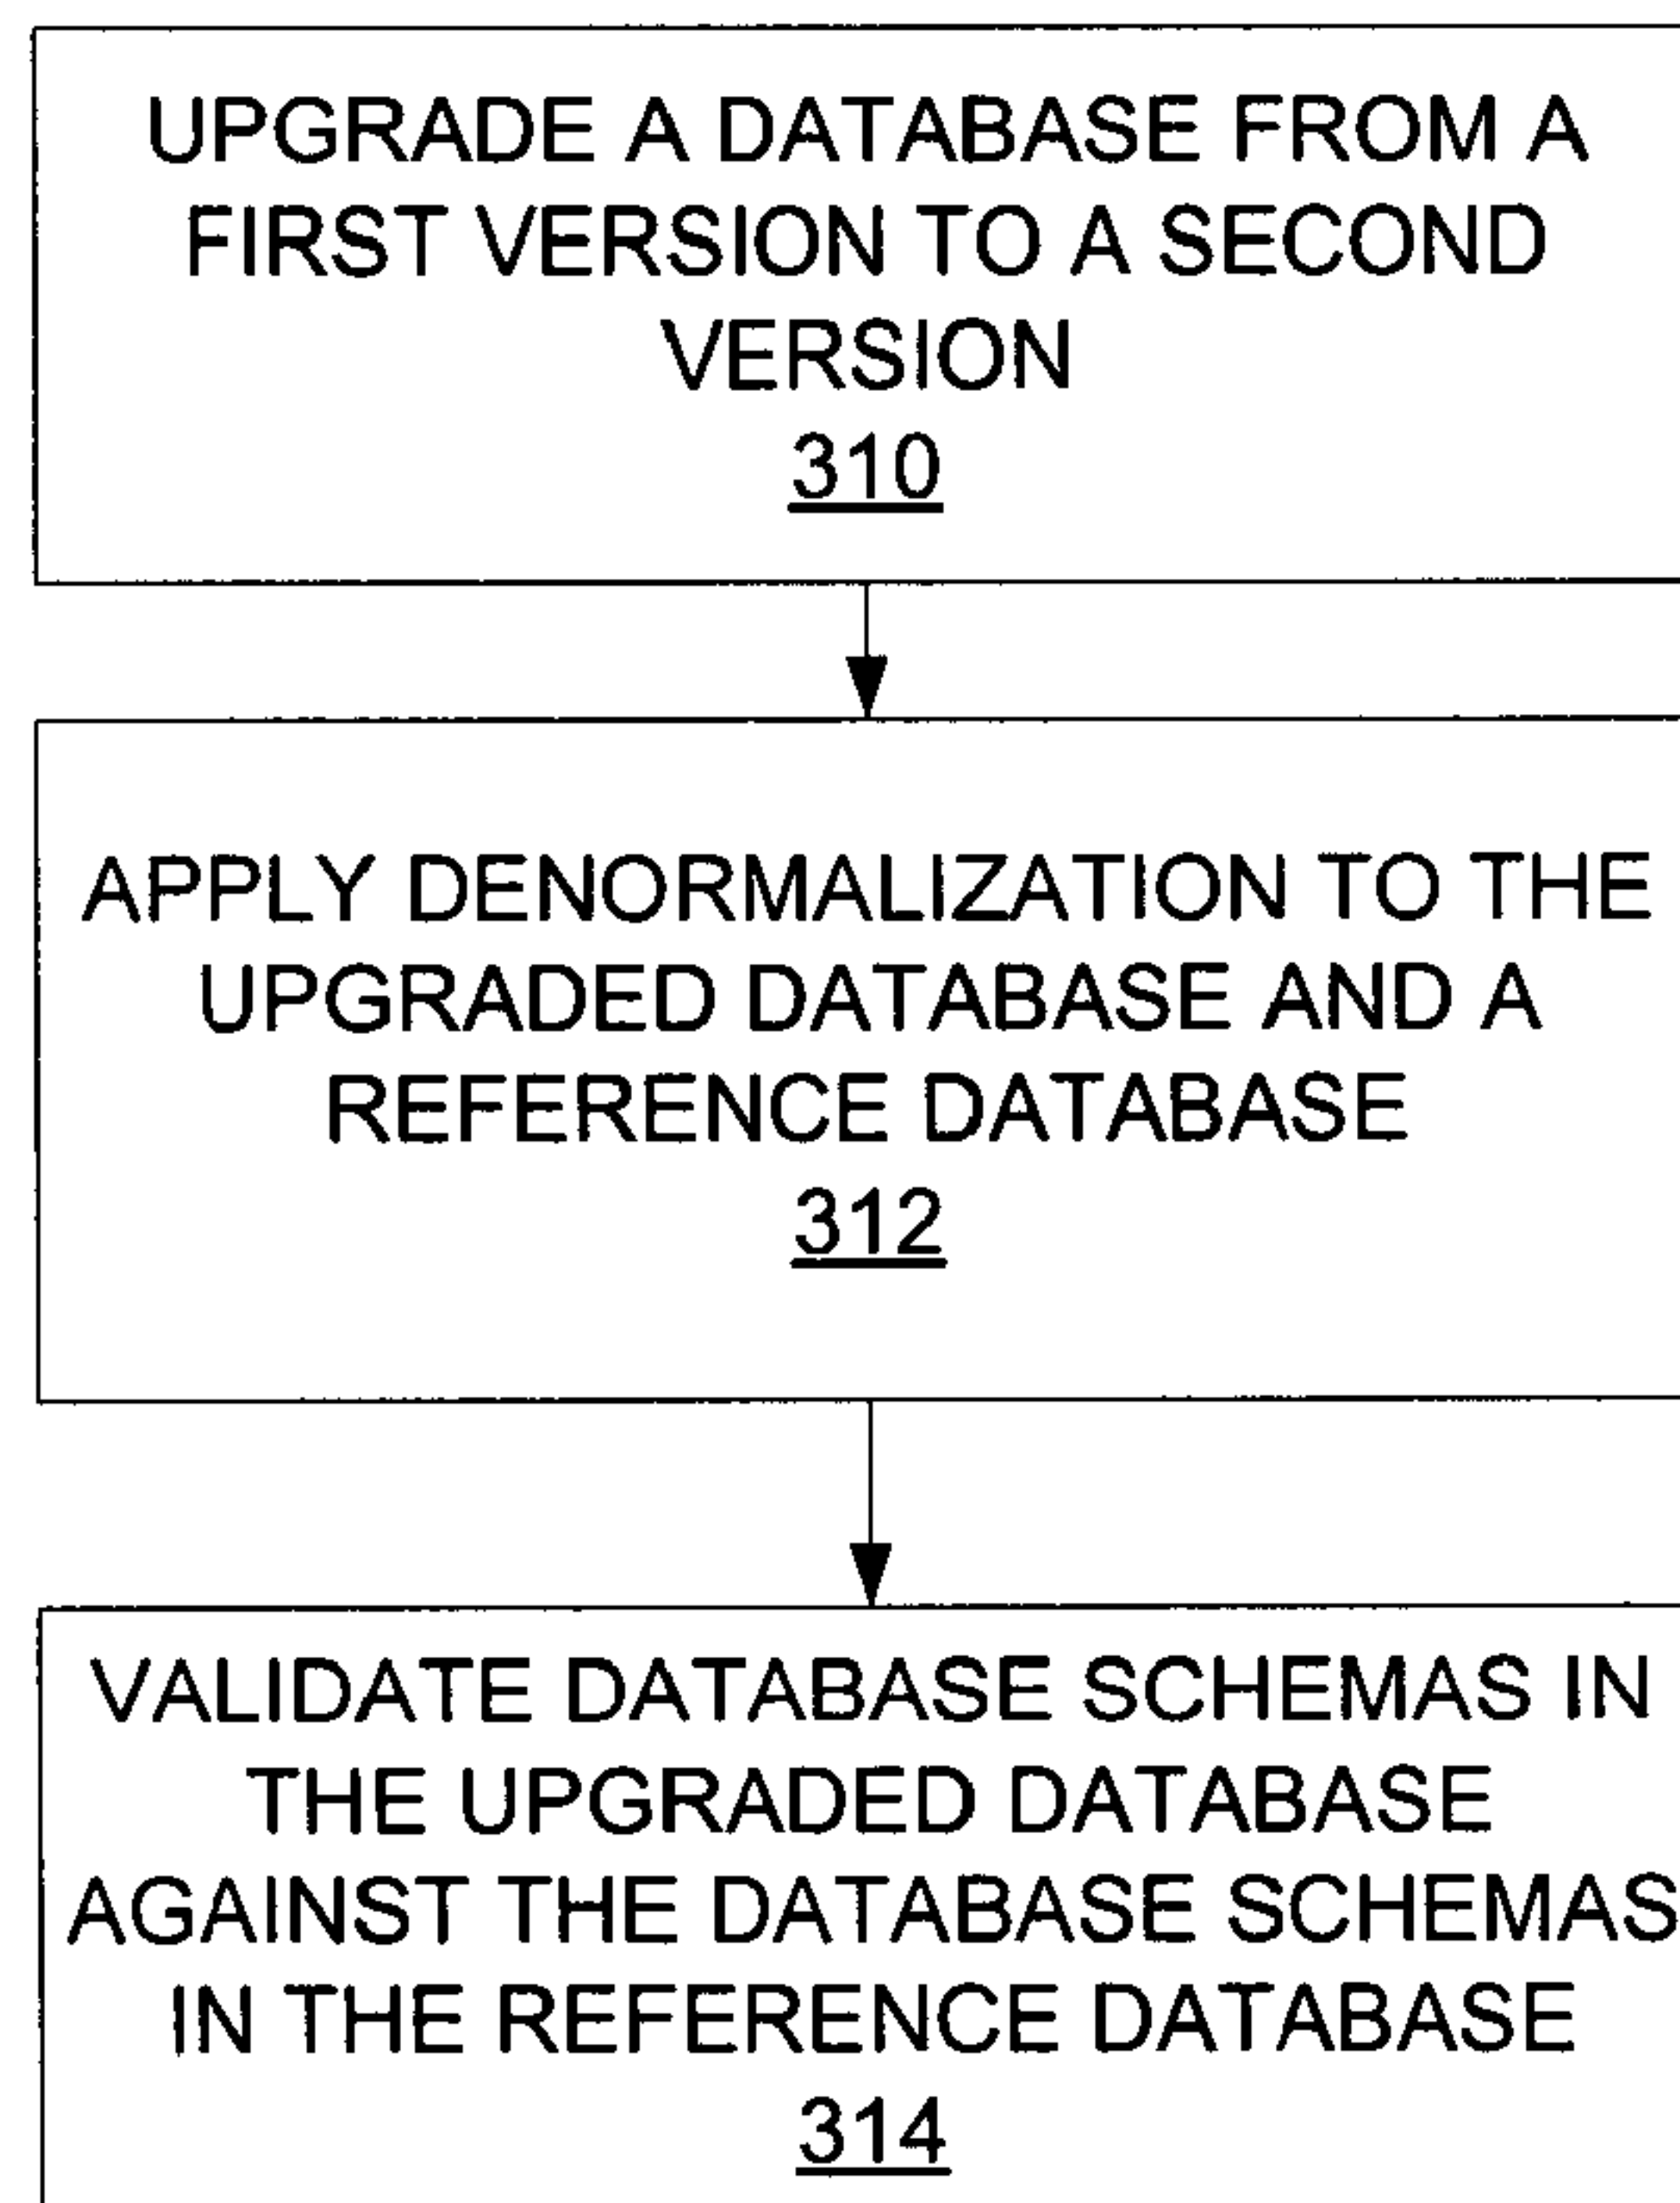 UPGRADE A DATABASE FROM A
FIRST VERSION TO A SECOND
VERSION
310
APPLY DENORMALIZATION TO THE
UPGRADED DATABASE AND A
REFERENCE DATABASE
312
VALIDATE DATABASE SCHEMAS IN
THE UPGRADED DATABASE
AGAINST THE DATABASE SCHEMAS
IN THE REFERENCE DATABASE
314